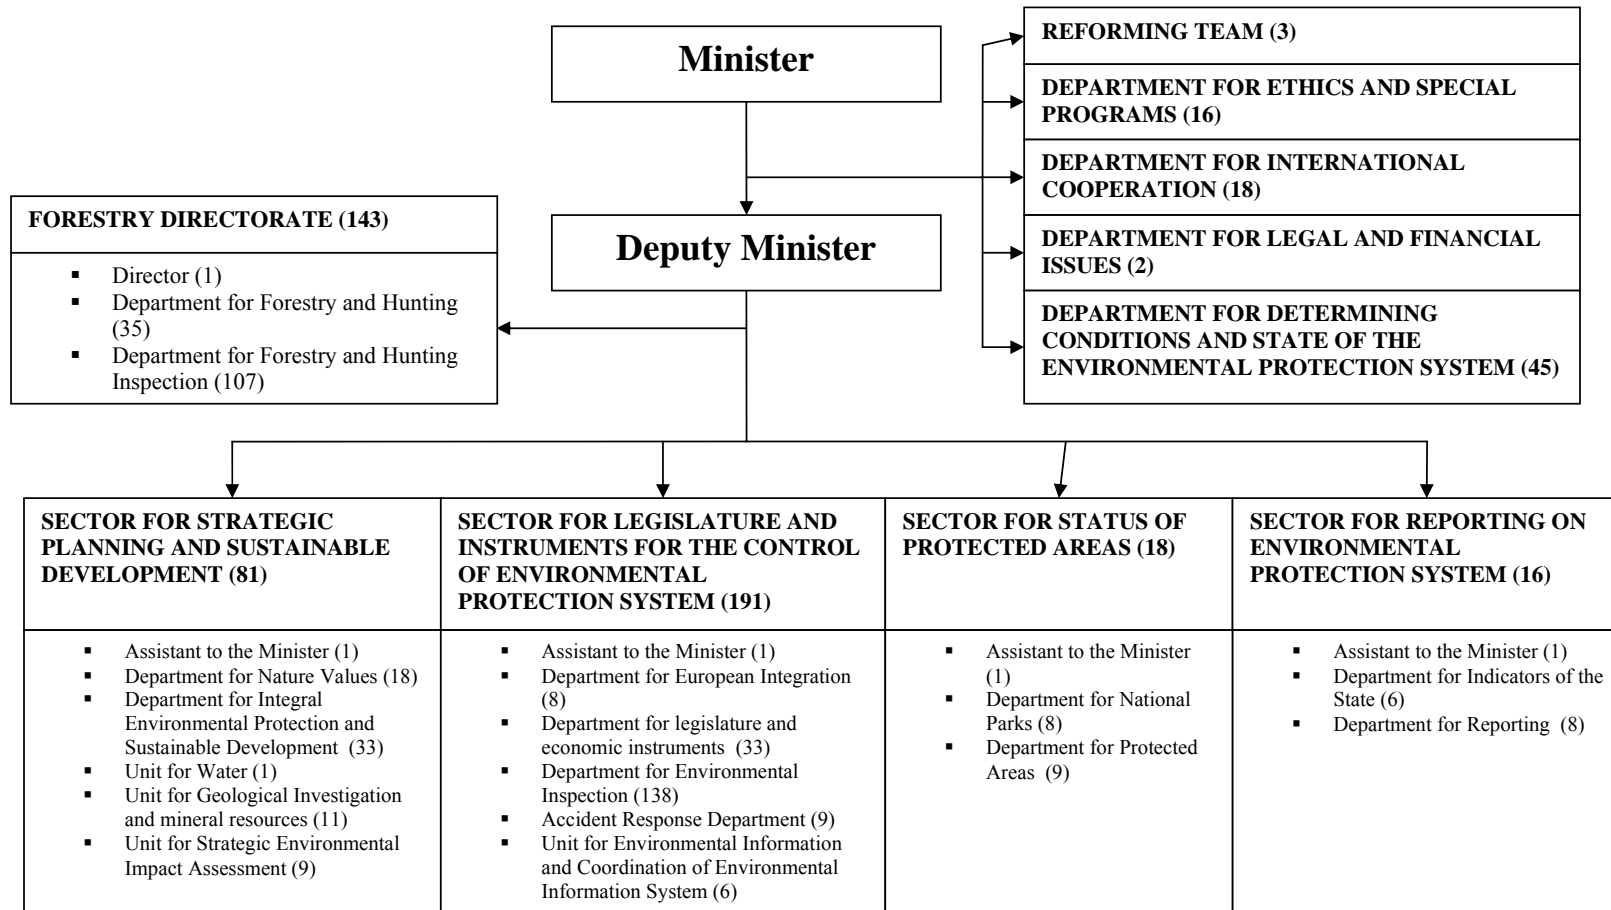 Minister
REFORMING TEAM (3)
DEPARTMENT FOR ETHICS AND SPECIAL
PROGRAMS (16)
DEPARTMENT FOR INTERNATIONAL
COOPERATION (18)
DEPARTMENT FOR LEGAL AND FINANCIAL
ISSUES (2)
DEPARTMENT FOR DETERMINING
CONDITIONS AND STATE OF THE
ENVIRONMENTAL PROTECTION SYSTEM (45)
Deputy Minister
FORESTRY DIRECTORATE (143)
▪ Director (1)
▪ Department for Forestry and Hunting
(35)
▪ Department for Forestry and Hunting
Inspection (107)
SECTOR FOR STRATEGIC
PLANNING AND SUSTAINABLE
DEVELOPMENT (81)
▪ Assistant to the Minister (1)
▪ Department for Nature Values (18)
▪ Department for Integral
Environmental Protection and
Sustainable Development (33)
▪ Unit for Water (1)
▪ Unit for Geological Investigation
and mineral resources (11)
▪ Unit for Strategic Environmental
Impact Assessment (9)
SECTOR FOR LEGISLATURE AND
INSTRUMENTS FOR THE CONTROL
OF ENVIRONMENTAL
PROTECTION SYSTEM (191)
▪ Assistant to the Minister (1)
▪ Department for European Integration
(8)
▪ Department for legislature and
economic instruments (33)
▪ Department for Environmental
Inspection (138)
▪ Accident Response Department (9)
▪ Unit for Environmental Information
and Coordination of Environmental
Information System (6)
SECTOR FOR STATUS OF
PROTECTED AREAS (18)
▪ Assistant to the Minister
(1)
▪ Department for National
Parks (8)
▪ Department for Protected
Areas (9)
SECTOR FOR REPORTING ON
ENVIRONMENTAL
PROTECTION SYSTEM (16)
▪ Assistant to the Minister (1)
▪ Department for Indicators of the
State (6)
▪ Department for Reporting (8)